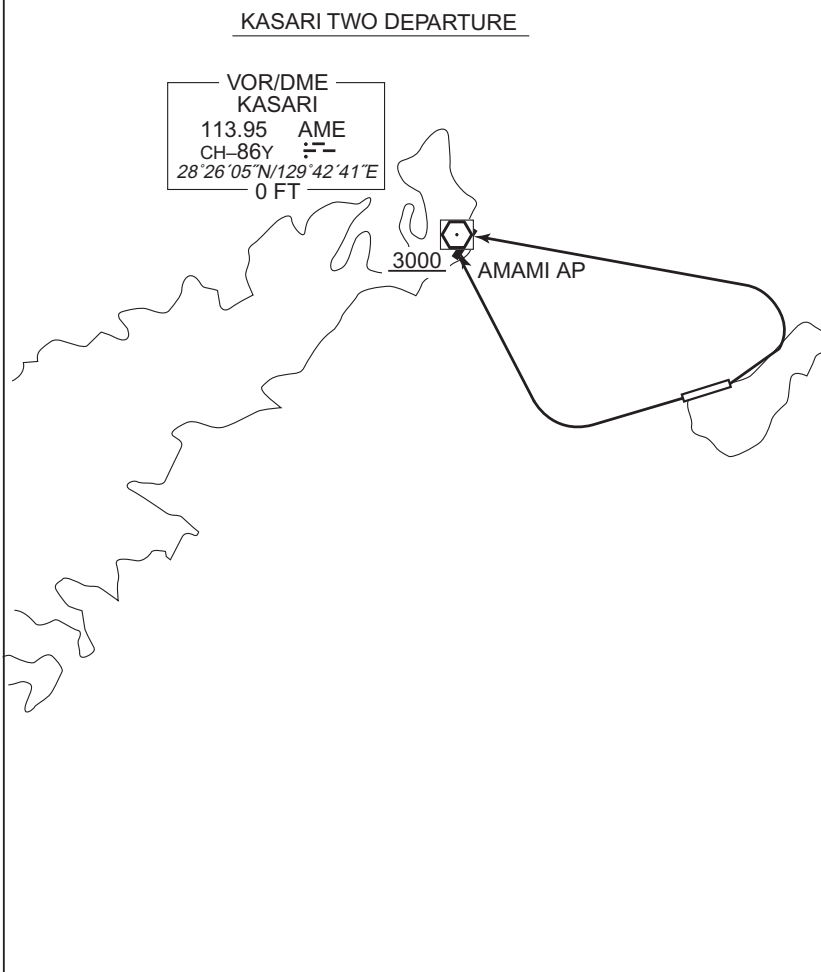 KASARI TWO DEPARTURE
VOR/DME
KASARI
113.95 AME
CH–86Y
28°26´05˝N/129°42´41˝E
0 FT
3000
AMAMI AP